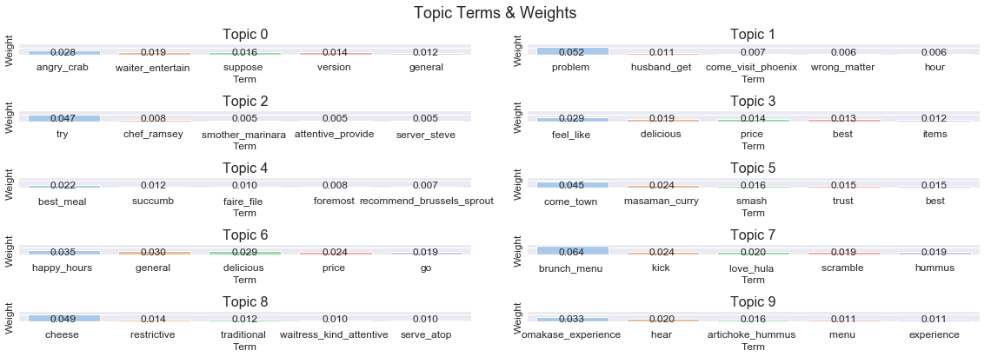 Topic Terms & Weights
Topic 0
Weight
0.028 0.019 0.016 0.014 0.012
angry_crab waiter_entertain suppose version general
Term
Topic 1
Weight
0.052 0.011 0.007 0.006 0.006
problem husband_get come_visit_phoenix wrong_matter hour
Term
Topic 2
Weight
0.047 0.008 0.005 0.005 0.005
try chef_ramsey smother_marinara attentive_provide server_steve
Term
Topic 3
Weight
0.029 0.019 0.014 0.013 0.012
feel_like delicious price best items
Term
Topic 4
Weight
0.022 0.012 0.010 0.008 0.007
best_meal succumb faire_file foremost recommend_brussels_sprout
Term
Topic 5
Weight
0.045 0.024 0.016 0.015 0.015
come_town masaman_curry smash trust best
Term
Topic 6
Weight
0.035 0.030 0.029 0.024 0.019
happy_hours general delicious price go
Term
Topic 7
Weight
0.064 0.024 0.020 0.019 0.019
brunch_menu kick love_hula scramble hummus
Term
Topic 8
Weight
0.049 0.014 0.012 0.010 0.010
cheese restrictive traditional waitress_kind_attentive serve_atop
Term
Topic 9
Weight
0.033 0.020 0.016 0.011 0.011
omakase_experience hear artichoke_hummus menu experience
Term